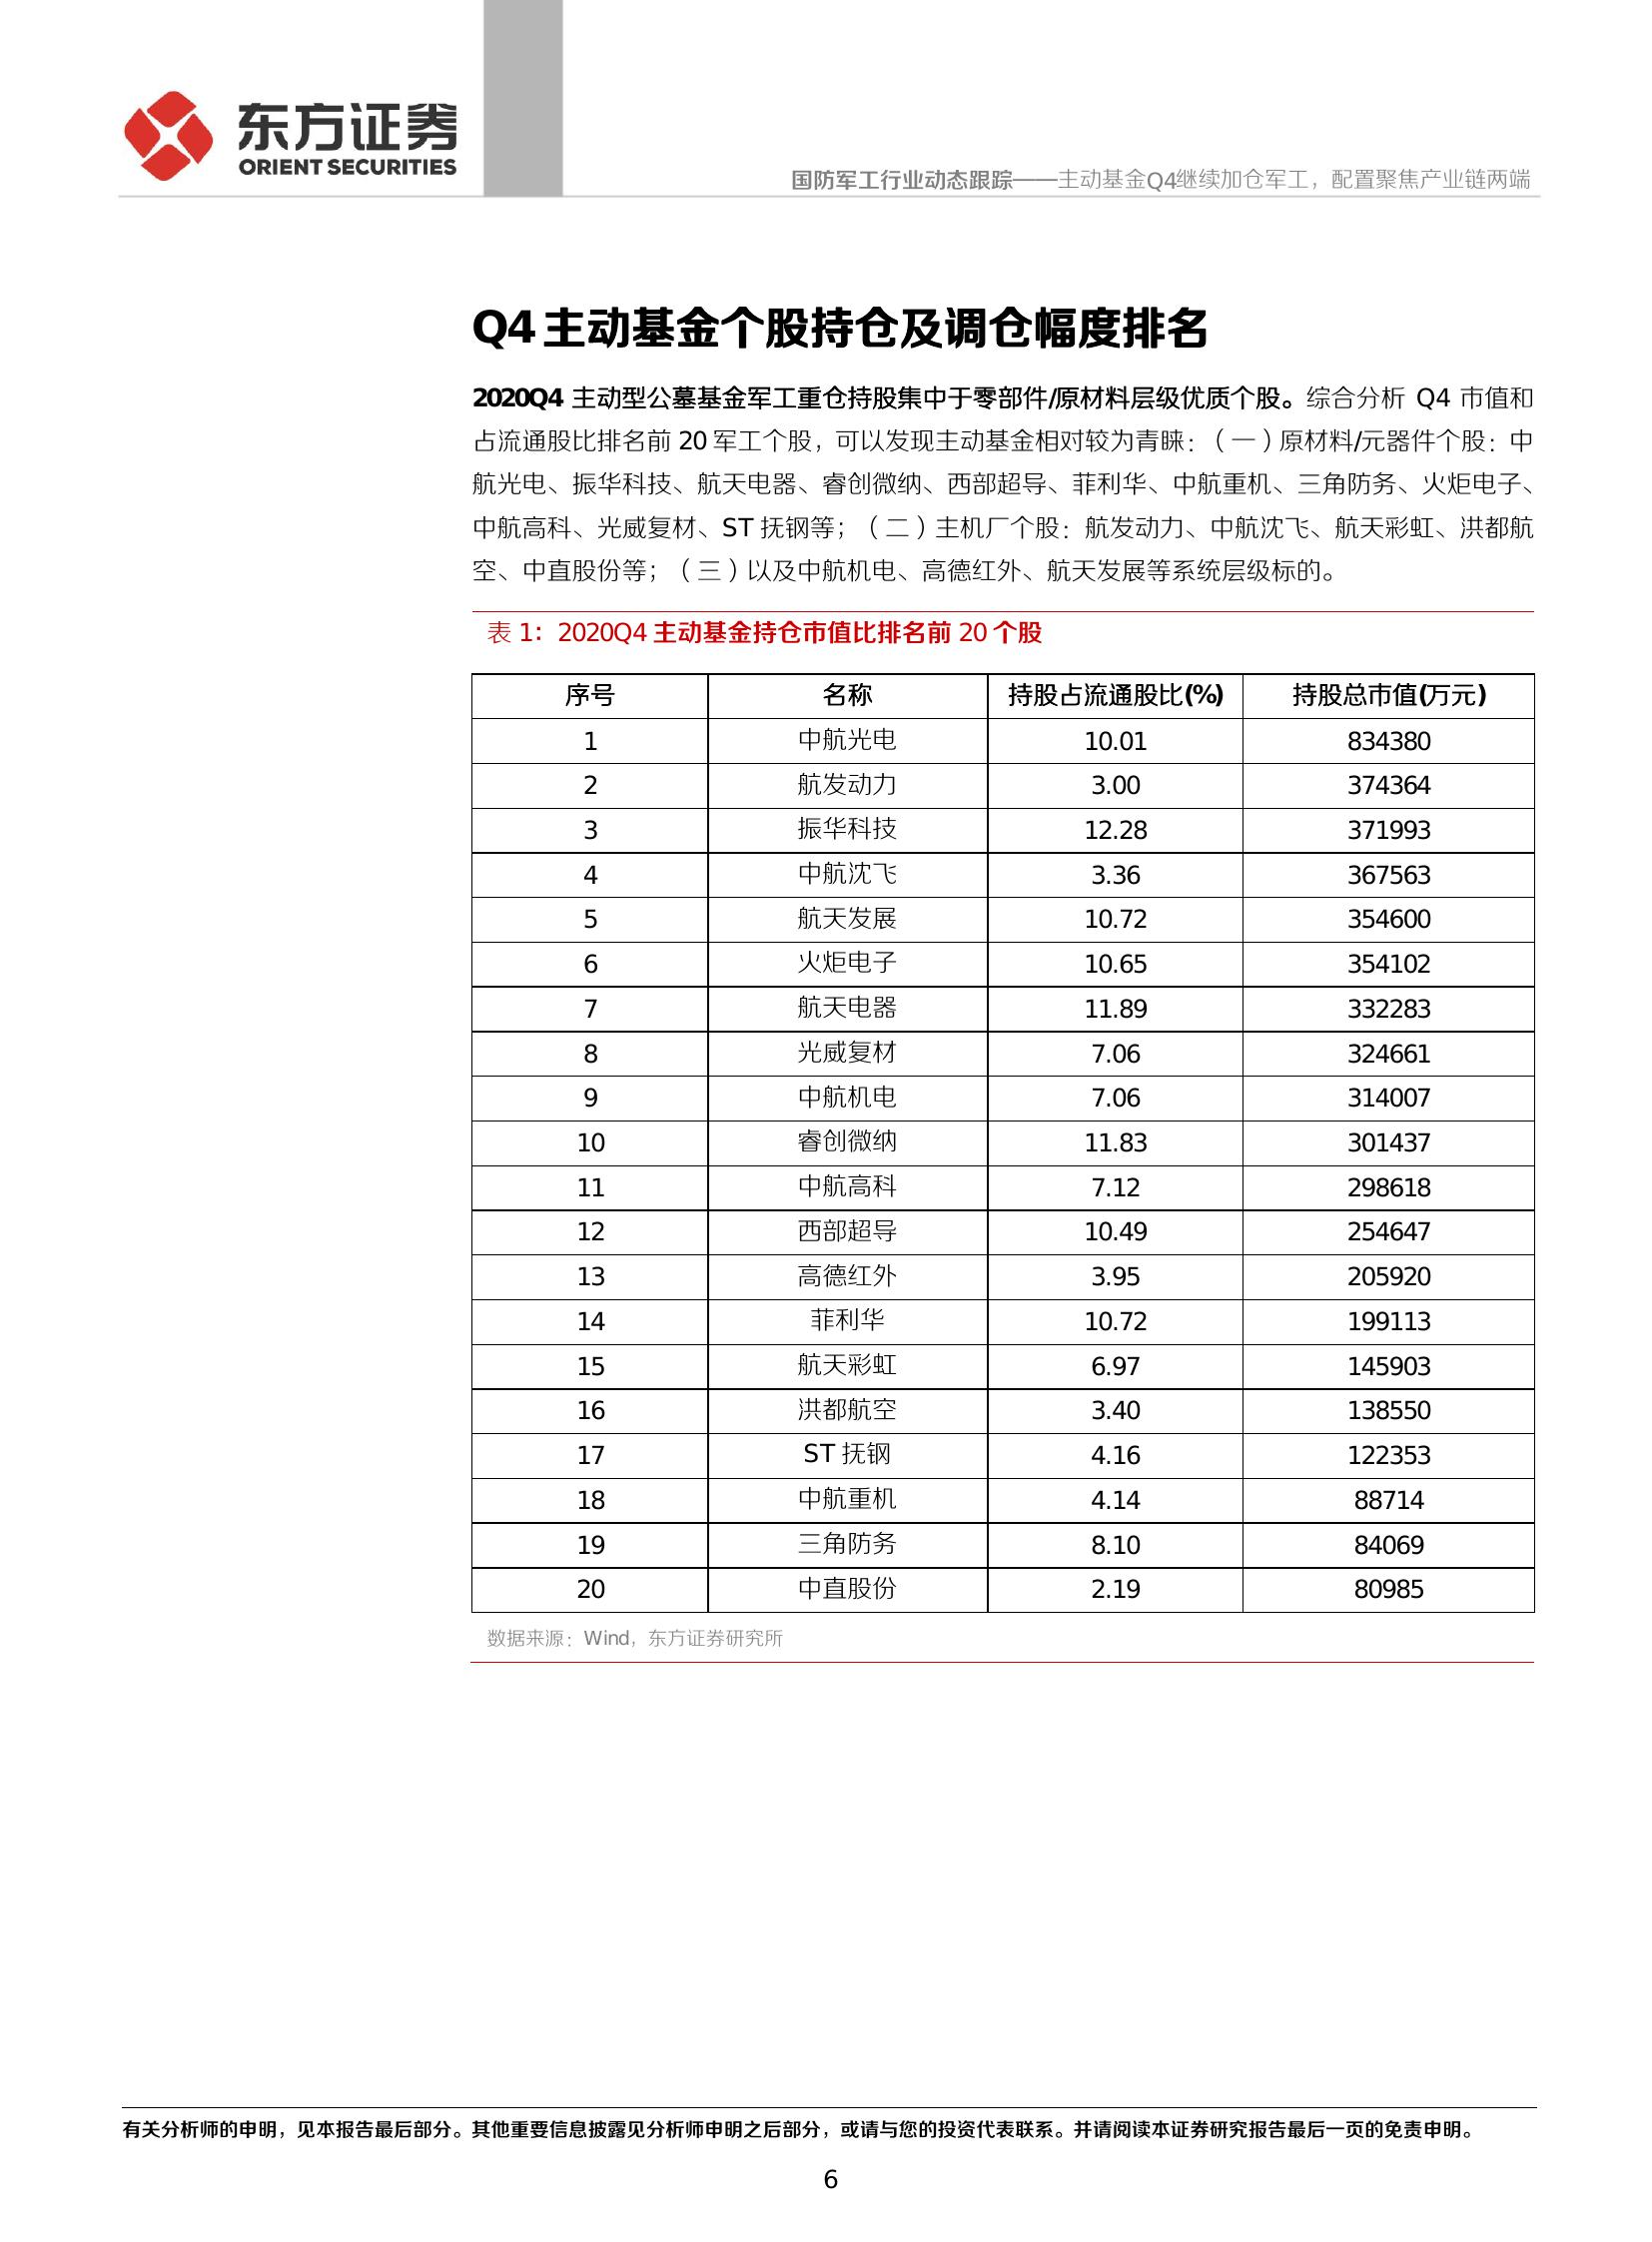 东方证券
ORIENT SECURITIES
国防军工行业动态跟踪——主动基金Q4继续加仓军工，配置聚焦产业链两端
Q4 主动基金个股持仓及调仓幅度排名
2020Q4 主动型公墓基金军工重仓持股集中于零部件/原材料层级优质个股。综合分析 Q4 市值和
占流通股比排名前 20 军工个股，可以发现主动基金相对较为青睐：（一）原材料/元器件个股：中
航光电、振华科技、航天电器、睿创微纳、西部超导、菲利华、中航重机、三角防务、火炬电子、
中航高科、光威复材、ST 抚钢等；（二）主机厂个股：航发动力、中航沈飞、航天彩虹、洪都航
空、中直股份等；（三）以及中航机电、高德红外、航天发展等系统层级标的。
表 1：2020Q4 主动基金持仓市值比排名前 20 个股
序号 名称 持股占流通股比(%) 持股总市值(万元)
1 中航光电 10.01 834380
2 航发动力 3.00 374364
3 振华科技 12.28 371993
4 中航沈飞 3.36 367563
5 航天发展 10.72 354600
6 火炬电子 10.65 354102
7 航天电器 11.89 332283
8 光威复材 7.06 324661
9 中航机电 7.06 314007
10 睿创微纳 11.83 301437
11 中航高科 7.12 298618
12 西部超导 10.49 254647
13 高德红外 3.95 205920
14 菲利华 10.72 199113
15 航天彩虹 6.97 145903
16 洪都航空 3.40 138550
17 ST 抚钢 4.16 122353
18 中航重机 4.14 88714
19 三角防务 8.10 84069
20 中直股份 2.19 80985
数据来源：Wind，东方证券研究所
有关分析师的申明，见本报告最后部分。其他重要信息披露见分析师申明之后部分，或请与您的投资代表联系。并请阅读本证券研究报告最后一页的免责申明。
6